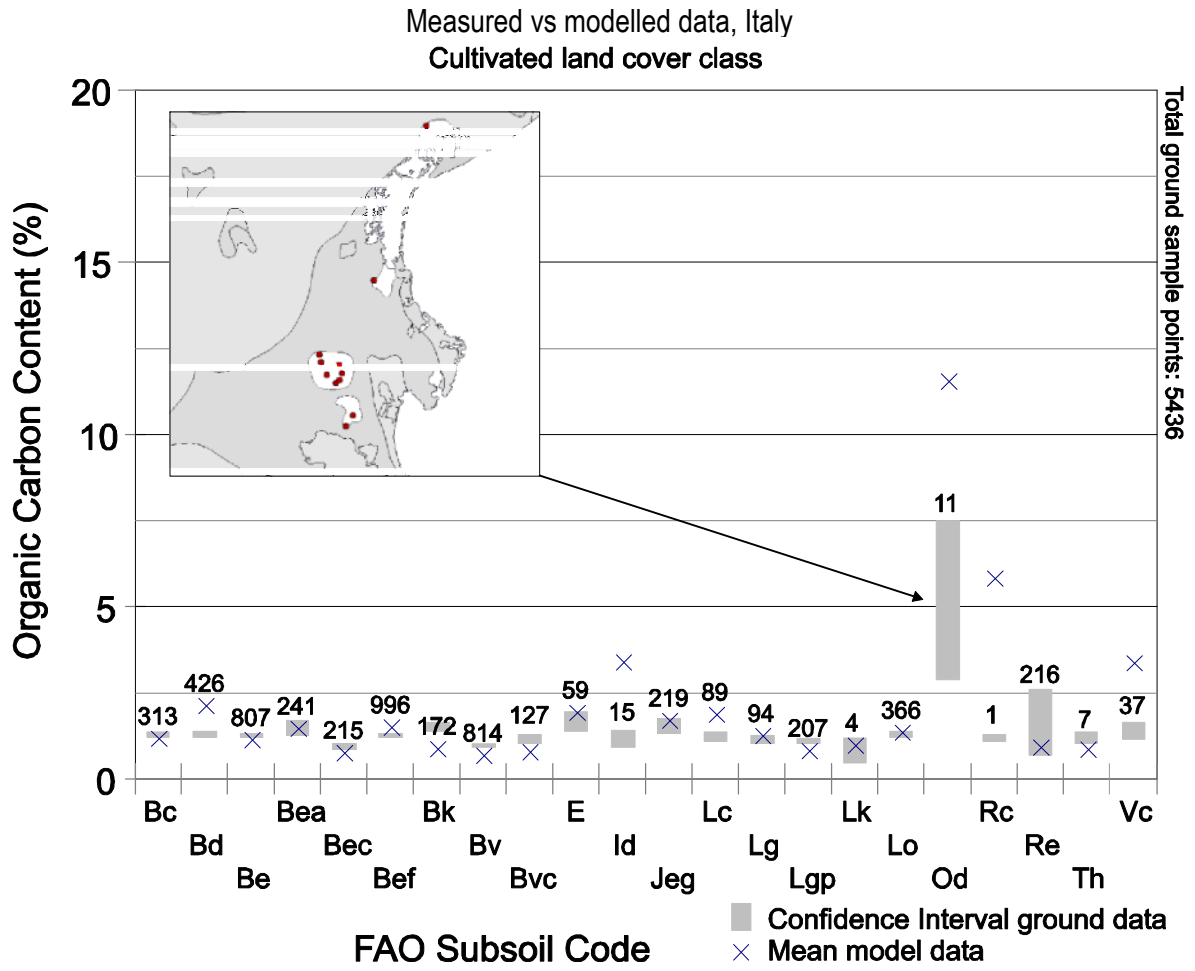 Measured vs modelled data, Italy
Cultivated land cover class
Total ground sample points: 5436
Organic Carbon Content (%)
20
15
10
5
0
313
426
807
241
215
996
172
814
127
59
15
219
89
94
207
4
366
11
1
216
7
37
Bc
Bd
Be
Bea
Bec
Bef
Bk
Bv
Bvc
E
Id
Jeg
Lc
Lg
Lgp
Lk
Lo
Od
Rc
Re
Th
Vc
FAO Subsoil Code
Confidence Interval ground data
Mean model data